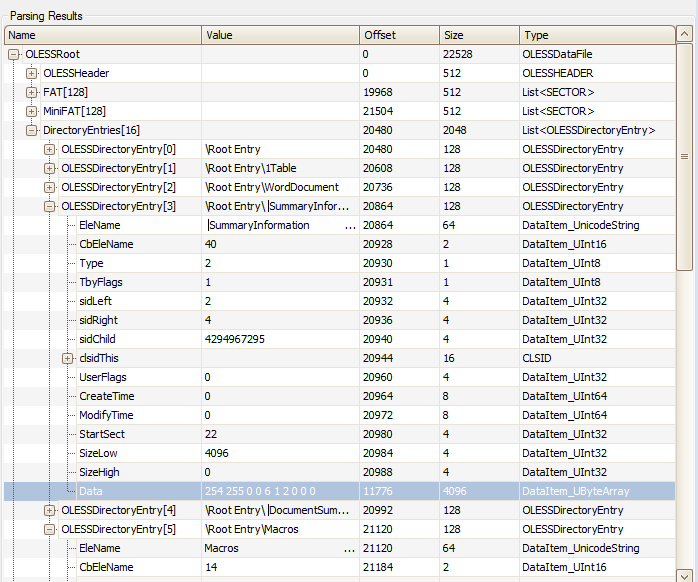 Parsing Results
Name Value Offset Size Type
OLESSRoot 0 22528 OLESSDataFile
OLESSHeader 0 512 OLESSHEADER
FAT[128] 19968 512 List<SECTOR>
MiniFAT[128] 21504 512 List<SECTOR>
DirectoryEntries[16] 20480 2048 List<OLESSDirectoryEntry>
OLESSDirectoryEntry[0] \Root Entry 20480 128 OLESSDirectoryEntry
OLESSDirectoryEntry[1] \Root Entry\1Table 20608 128 OLESSDirectoryEntry
OLESSDirectoryEntry[2] \Root Entry\WordDocument 20736 128 OLESSDirectoryEntry
OLESSDirectoryEntry[3] \Root Entry\|SummaryInfor... 20864 128 OLESSDirectoryEntry
EleName |SummaryInformation ... 20864 64 DataItem_UnicodeString
CbEleName 40 20928 2 DataItem_UInt16
Type 2 20930 1 DataItem_UInt8
TbyFlags 1 20931 1 DataItem_UInt8
sidLeft 2 20932 4 DataItem_UInt32
sidRight 4 20936 4 DataItem_UInt32
sidChild 4294967295 20940 4 DataItem_UInt32
clsidThis 20944 16 CLSID
UserFlags 0 20960 4 DataItem_UInt32
CreateTime 0 20964 8 DataItem_UInt64
ModifyTime 0 20972 8 DataItem_UInt64
StartSect 22 20980 4 DataItem_UInt32
SizeLow 4096 20984 4 DataItem_UInt32
SizeHigh 0 20988 4 DataItem_UInt32
Data 254 255 0 0 6 1 2 0 0 0 11776 4096 DataItem_UByteArray
OLESSDirectoryEntry[4] \Root Entry\|DocumentSum... 20992 128 OLESSDirectoryEntry
OLESSDirectoryEntry[5] \Root Entry\Macros 21120 128 OLESSDirectoryEntry
EleName Macros ... 21120 64 DataItem_UnicodeString
CbEleName 14 21184 2 DataItem_UInt16